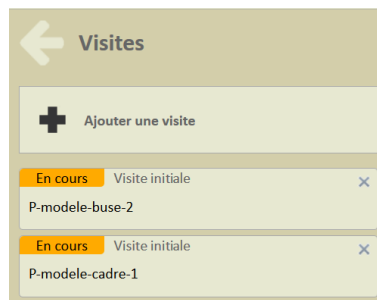 Visites
Ajouter une visite
En cours Visite initiale
P-modele-buse-2
En cours Visite initiale
P-modele-cadre-1